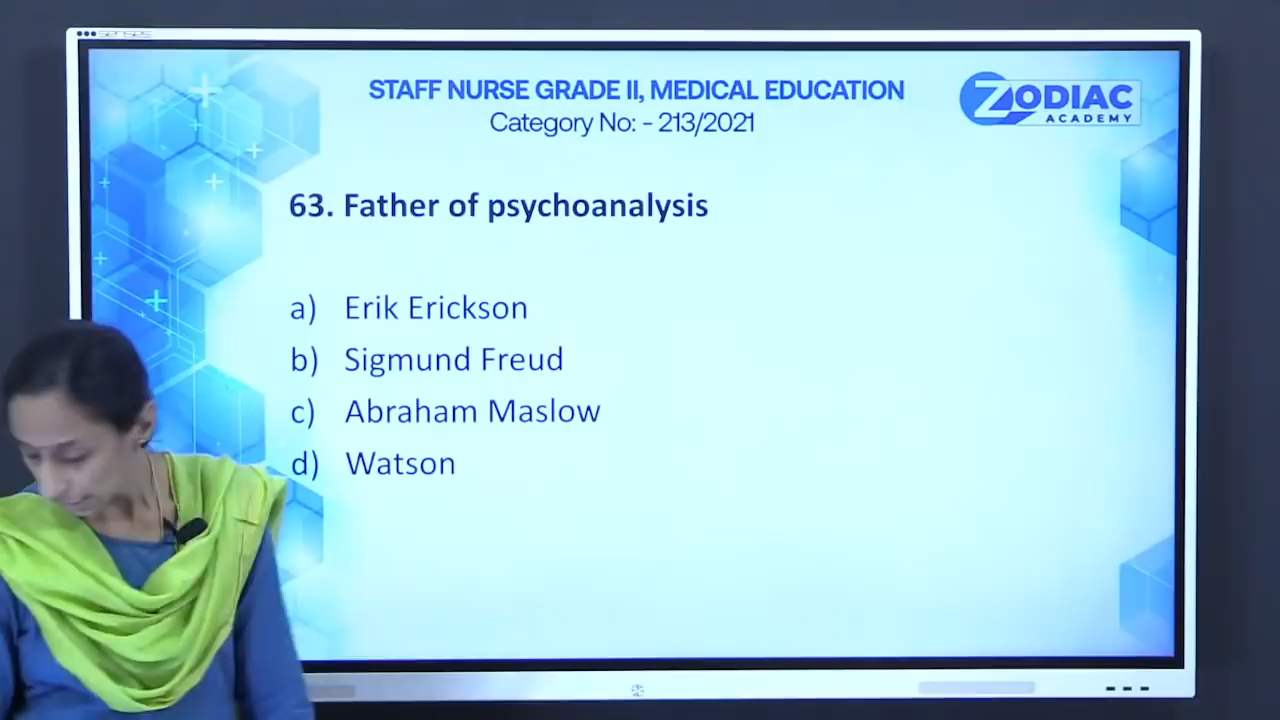 senses
STAFF NURSE GRADE II, MEDICAL EDUCATION
Category No: - 213/2021
ZODIAC
ACADEMY
63. Father of psychoanalysis
a) Erik Erickson
b) Sigmund Freud
c) Abraham Maslow
d) Watson